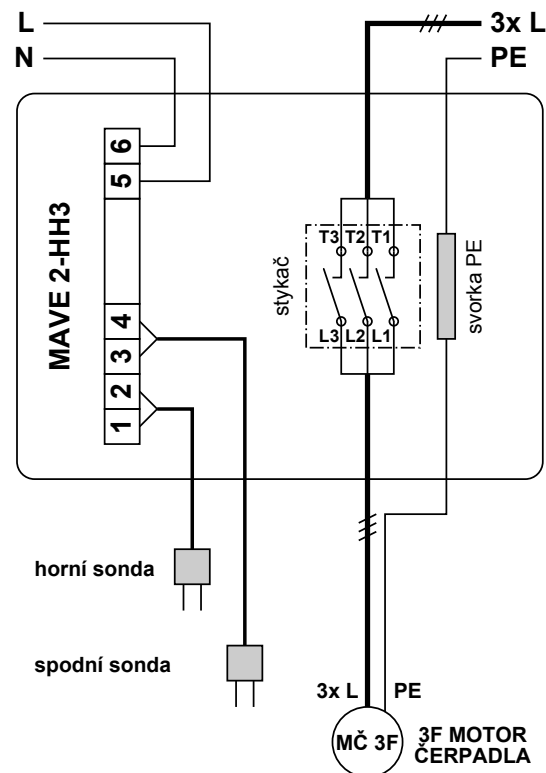 L
N
3x L
PE
MAVE 2-HH3
6
5
4
3
2
1
stykač
T3 T2 T1
L3 L2 L1
svorka PE
horní sonda
spodní sonda
3x L
PE
MČ 3F
3F MOTOR
ČERPADLA